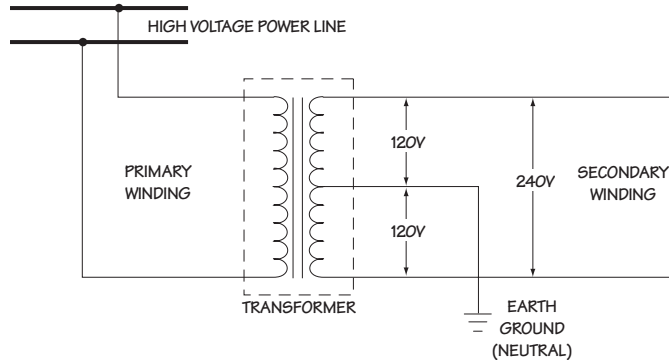 HIGH VOLTAGE POWER LINE
120V
PRIMARY
WINDING
240V
SECONDARY
WINDING
120V
TRANSFORMER
EARTH
GROUND
(NEUTRAL)